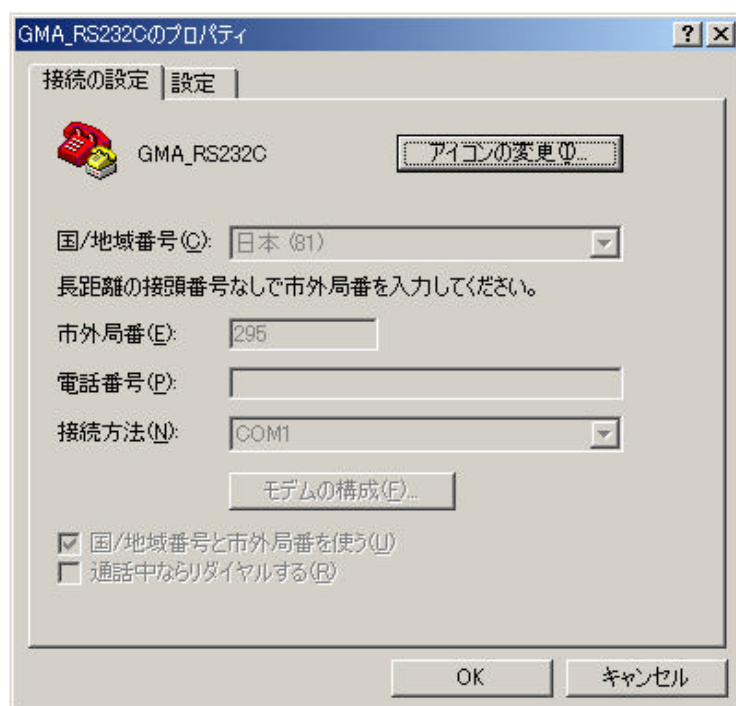 GMA_RS232Cのプロパティ
接続の設定 設定
GMA_RS232C アイコンの変更(I)...
国/地域番号(C): 日本 (81)
長距離の接頭番号なしで市外局番を入力してください。
市外局番(E): 295
電話番号(P):
接続方法(N): COM1
モデムの構成(F)...
国/地域番号と市外局番を使う(U)
通話中ならリダイヤルする(R)
OK キャンセル